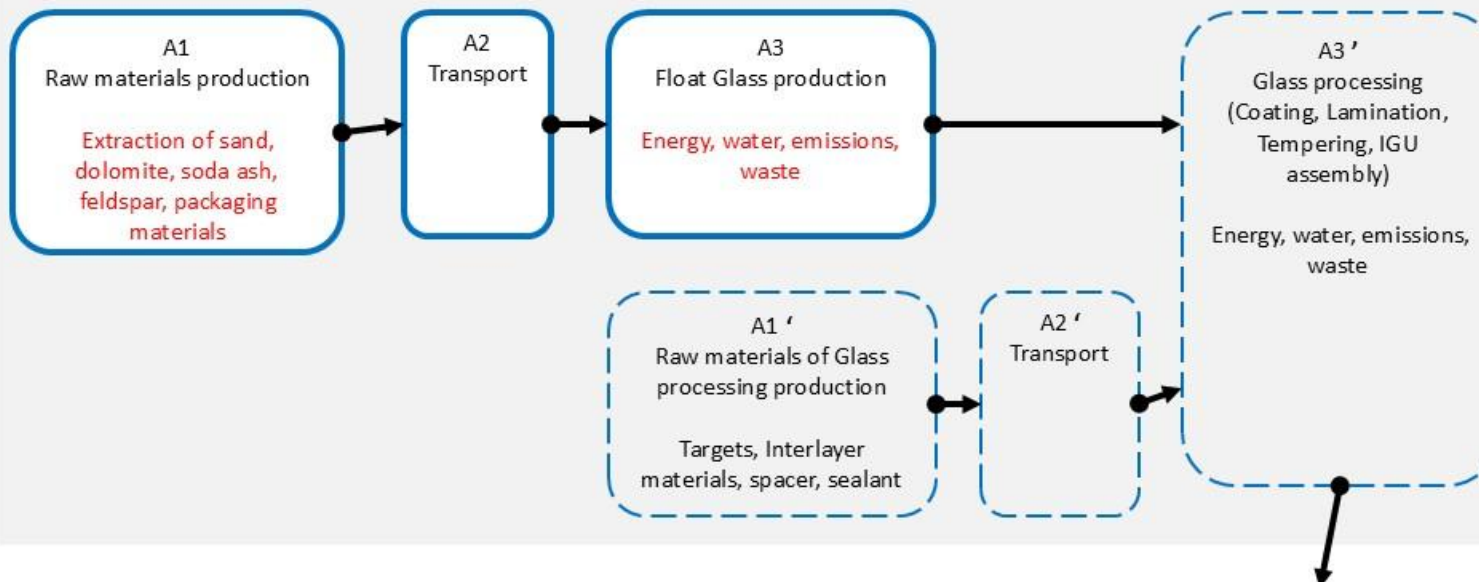 A1
Raw materials production
Extraction of sand,
dolomite, soda ash,
feldspar, packaging
materials
A2
Transport
A3
Float Glass production
Energy, water, emissions,
waste
A3 ’
Glass processing
(Coating, Lamination,
Tempering, IGU
assembly)
Energy, water, emissions,
waste
A1 ‘
Raw materials of Glass
processing production
Targets, Interlayer
materials, spacer, sealant
A2 ‘
Transport